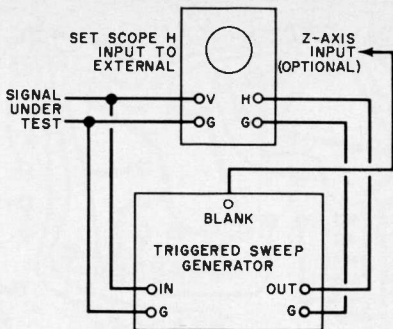 SET SCOPE H
INPUT TO
EXTERNAL
Z-AXIS
INPUT
(OPTIONAL)
SIGNAL
UNDER
TEST
V
H
G
G
BLANK
TRIGGERED SWEEP
GENERATOR
IN
OUT
G
G